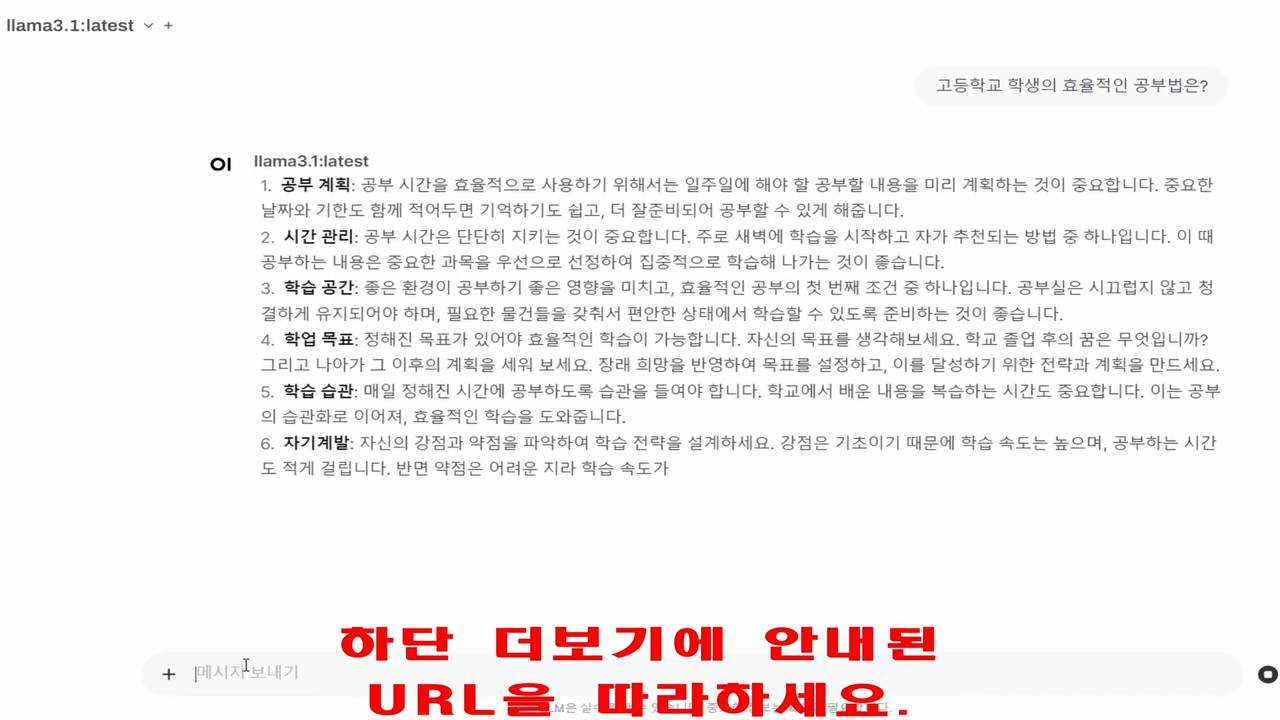 llama3.1:latest
고등학교 학생의 효율적인 공부법은?
OI llama3.1:latest
1. 공부 계획: 공부 시간을 효율적으로 사용하기 위해서는 일주일에 해야 할 공부할 내용을 미리 계획하는 것이 중요합니다. 중요한
날짜와 기한도 함께 적어두면 기억하기도 쉽고, 더 잘준비되어 공부할 수 있게 해줍니다.
2. 시간 관리: 공부 시간은 단단히 지키는 것이 중요합니다. 주로 새벽에 학습을 시작하고 자가 추천되는 방법 중 하나입니다. 이 때
공부하는 내용은 중요한 과목을 우선으로 선정하여 집중적으로 학습해 나가는 것이 좋습니다.
3. 학습 공간: 좋은 환경이 공부하기 좋은 영향을 미치고, 효율적인 공부의 첫 번째 조건 중 하나입니다. 공부실은 시끄럽지 않고 청
결하게 유지되어야 하며, 필요한 물건들을 갖춰서 편안한 상태에서 학습할 수 있도록 준비하는 것이 좋습니다.
4. 학업 목표: 정해진 목표가 있어야 효율적인 학습이 가능합니다. 자신의 목표를 생각해보세요. 학교 졸업 후의 꿈은 무엇입니까?
그리고 나아가 그 이후의 계획을 세워 보세요. 장래 희망을 반영하여 목표를 설정하고, 이를 달성하기 위한 전략과 계획을 만드세요.
5. 학습 습관: 매일 정해진 시간에 공부하도록 습관을 들여야 합니다. 학교에서 배운 내용을 복습하는 시간도 중요합니다. 이는 공부
의 습관화로 이어져, 효율적인 학습을 도와줍니다.
6. 자기계발: 자신의 강점과 약점을 파악하여 학습 전략을 설계하세요. 강점은 기초이기 때문에 학습 속도는 높으며, 공부하는 시간
도 적게 걸립니다. 반면 약점은 어려운 지라 학습 속도가
하단 더보기에 안내된
메시지 보내기
URL을 따라하세요.